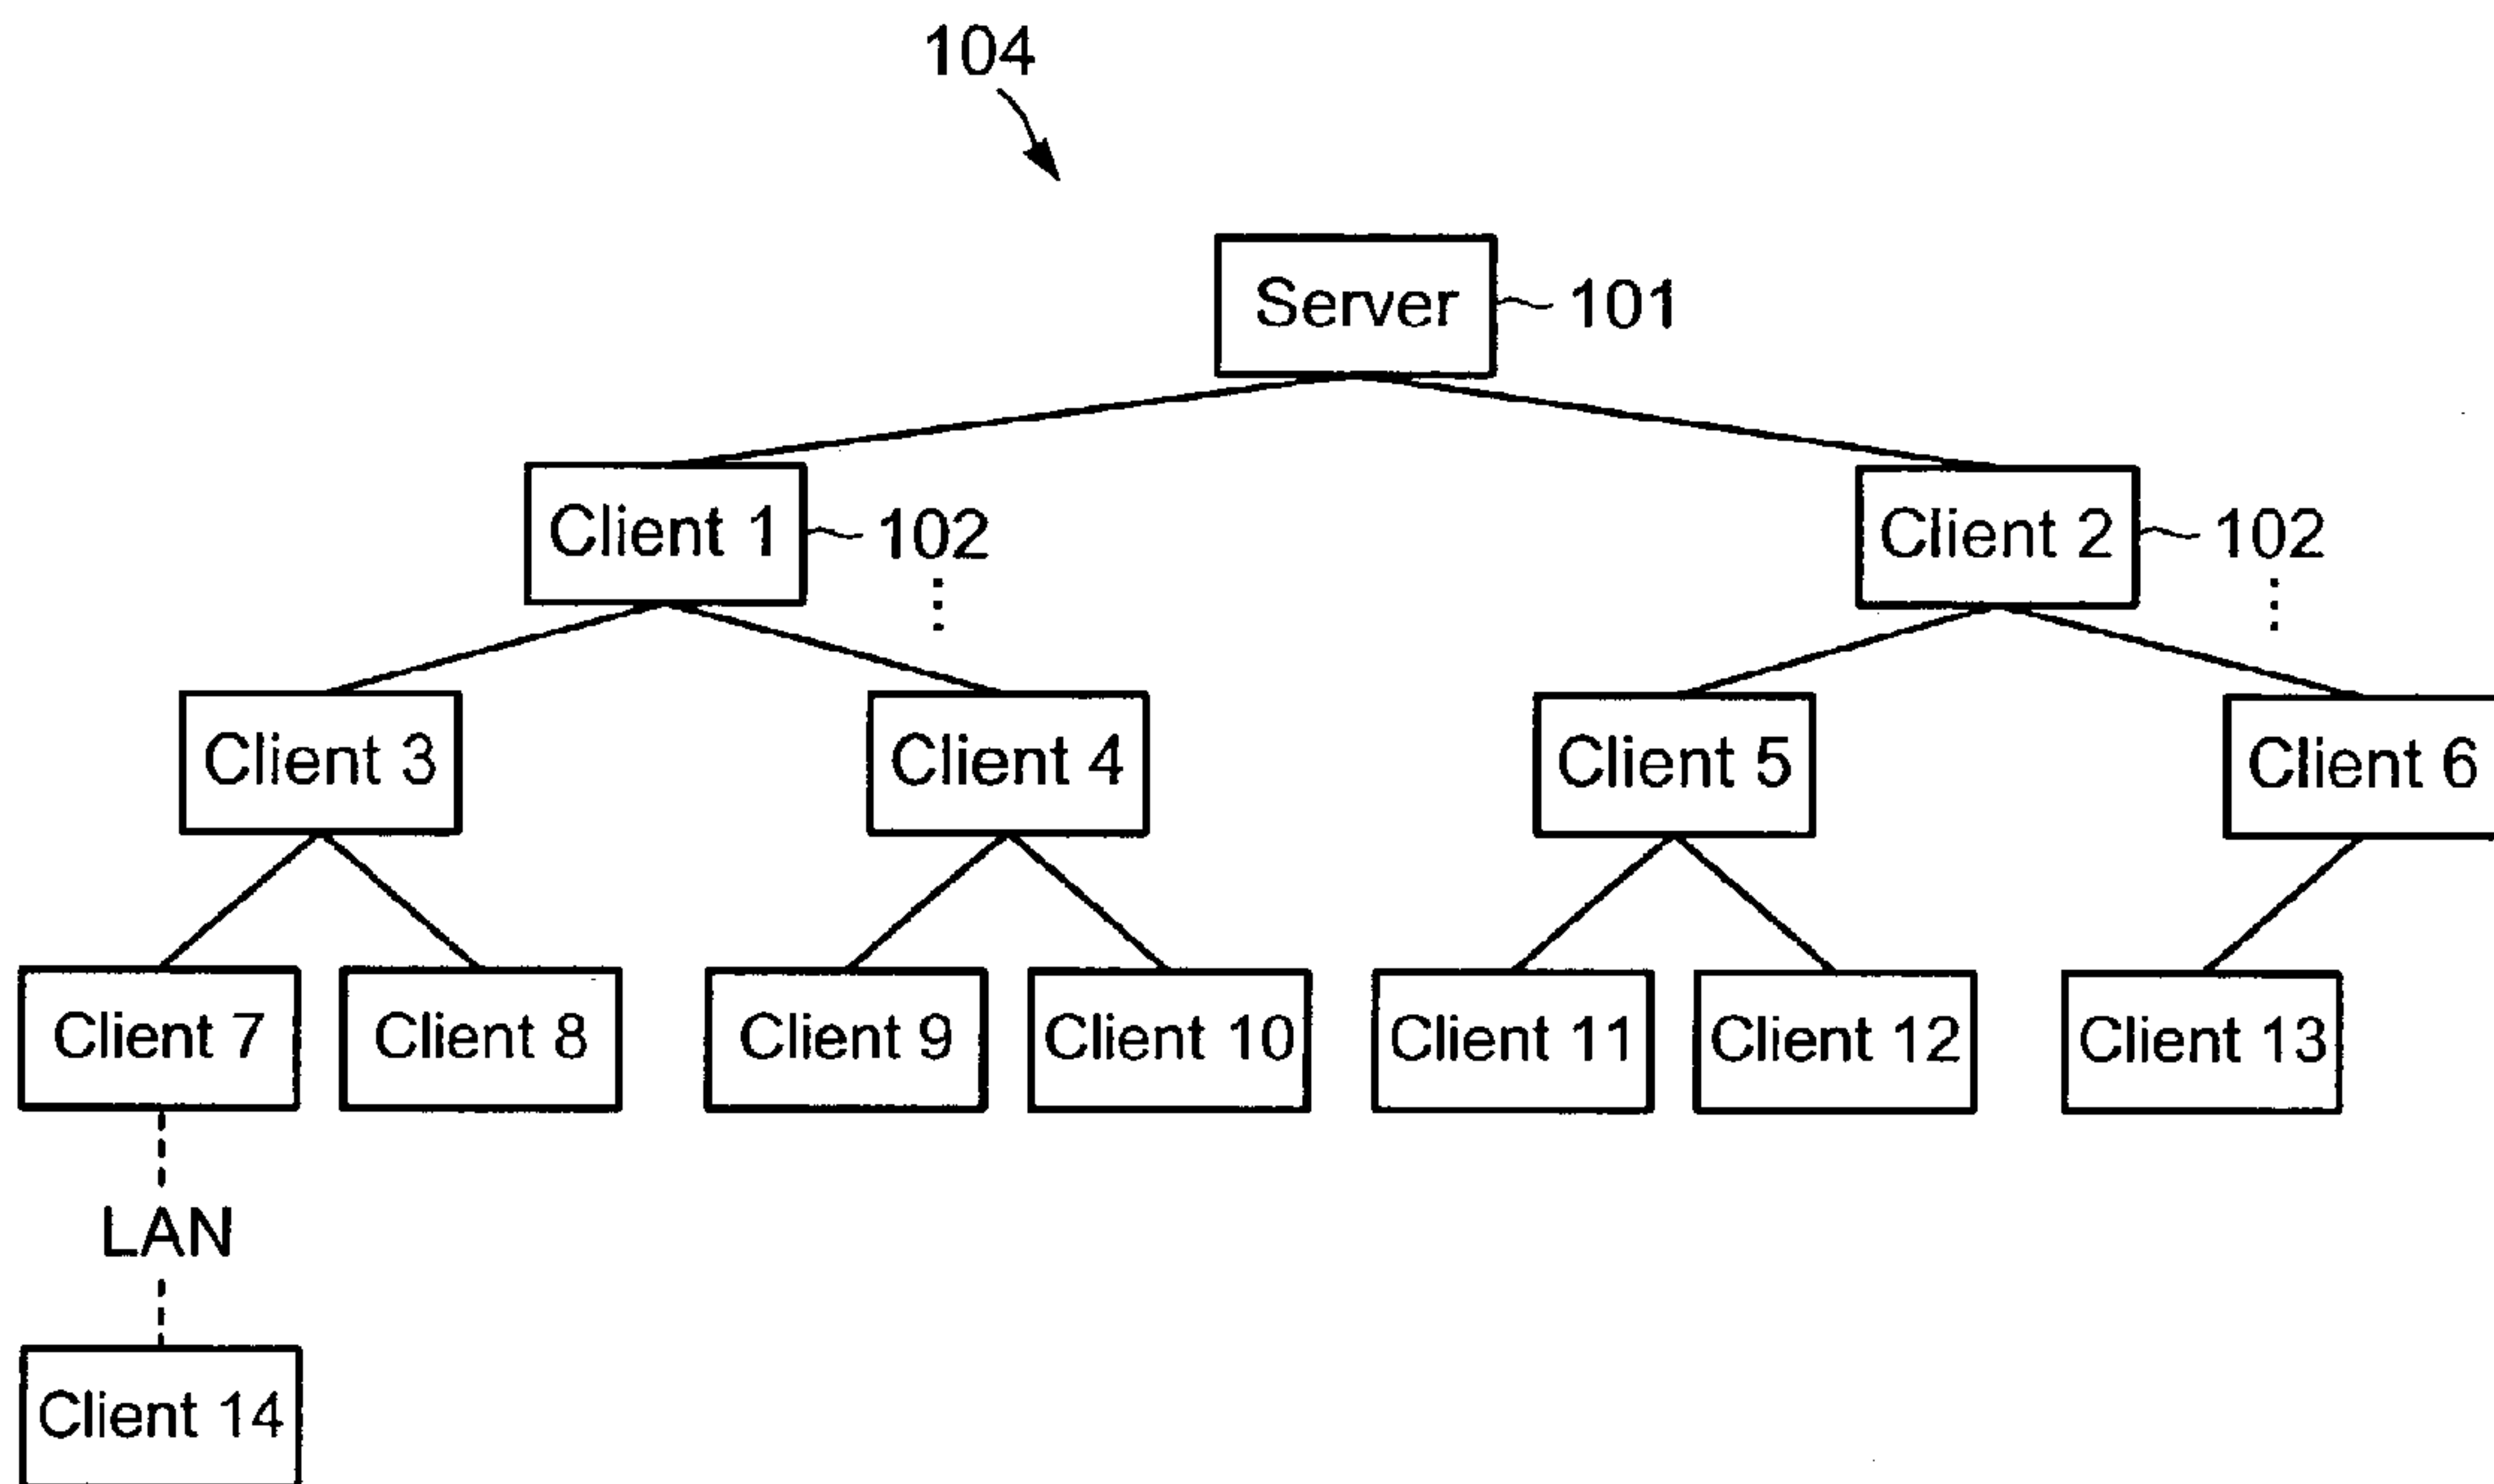 104
Server
101
Client 1
102
Client 2
102
Client 3
Client 4
Client 5
Client 6
Client 7
Client 8
Client 9
Client 10
Client 11
Client 12
Client 13
LAN
Client 14